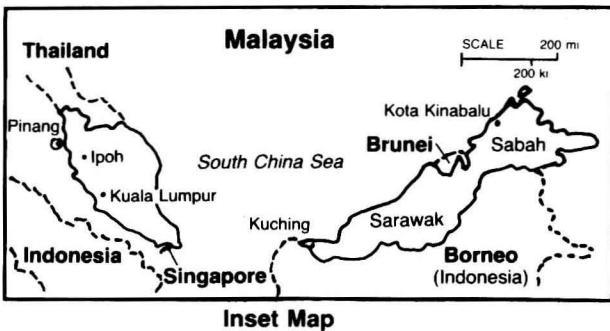 Thailand
Malaysia
SCALE 200 mi
200 kı
Pinang
Ipoh
Kuala Lumpur
South China Sea
Kota Kinabalu
Brunei
Sabah
Kuching
Sarawak
Indonesia
Singapore
Borneo
(Indonesia)
Inset Map